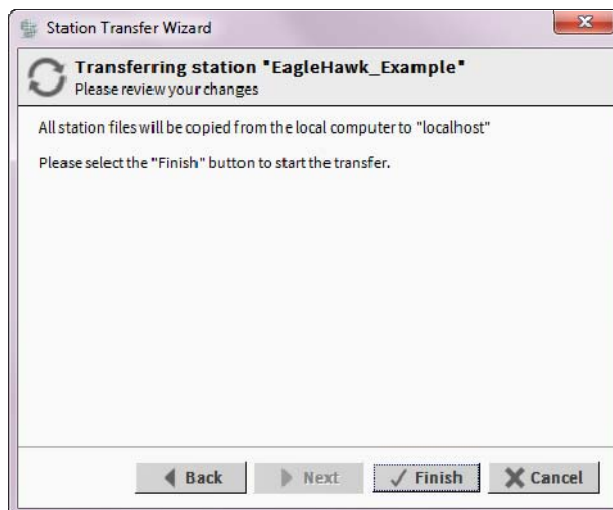 Station Transfer Wizard
Transferring station "EagleHawk_Example"
Please review your changes
All station files will be copied from the local computer to "localhost"
Please select the "Finish" button to start the transfer.
Back
Next
Finish
Cancel